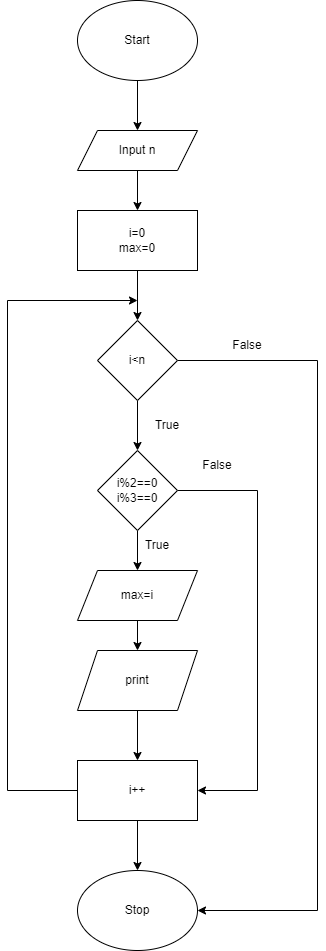 Start
Input n
i=0
max=0
i<n
False
True
False
i%2==0
i%3==0
True
max=i
print
i++
Stop